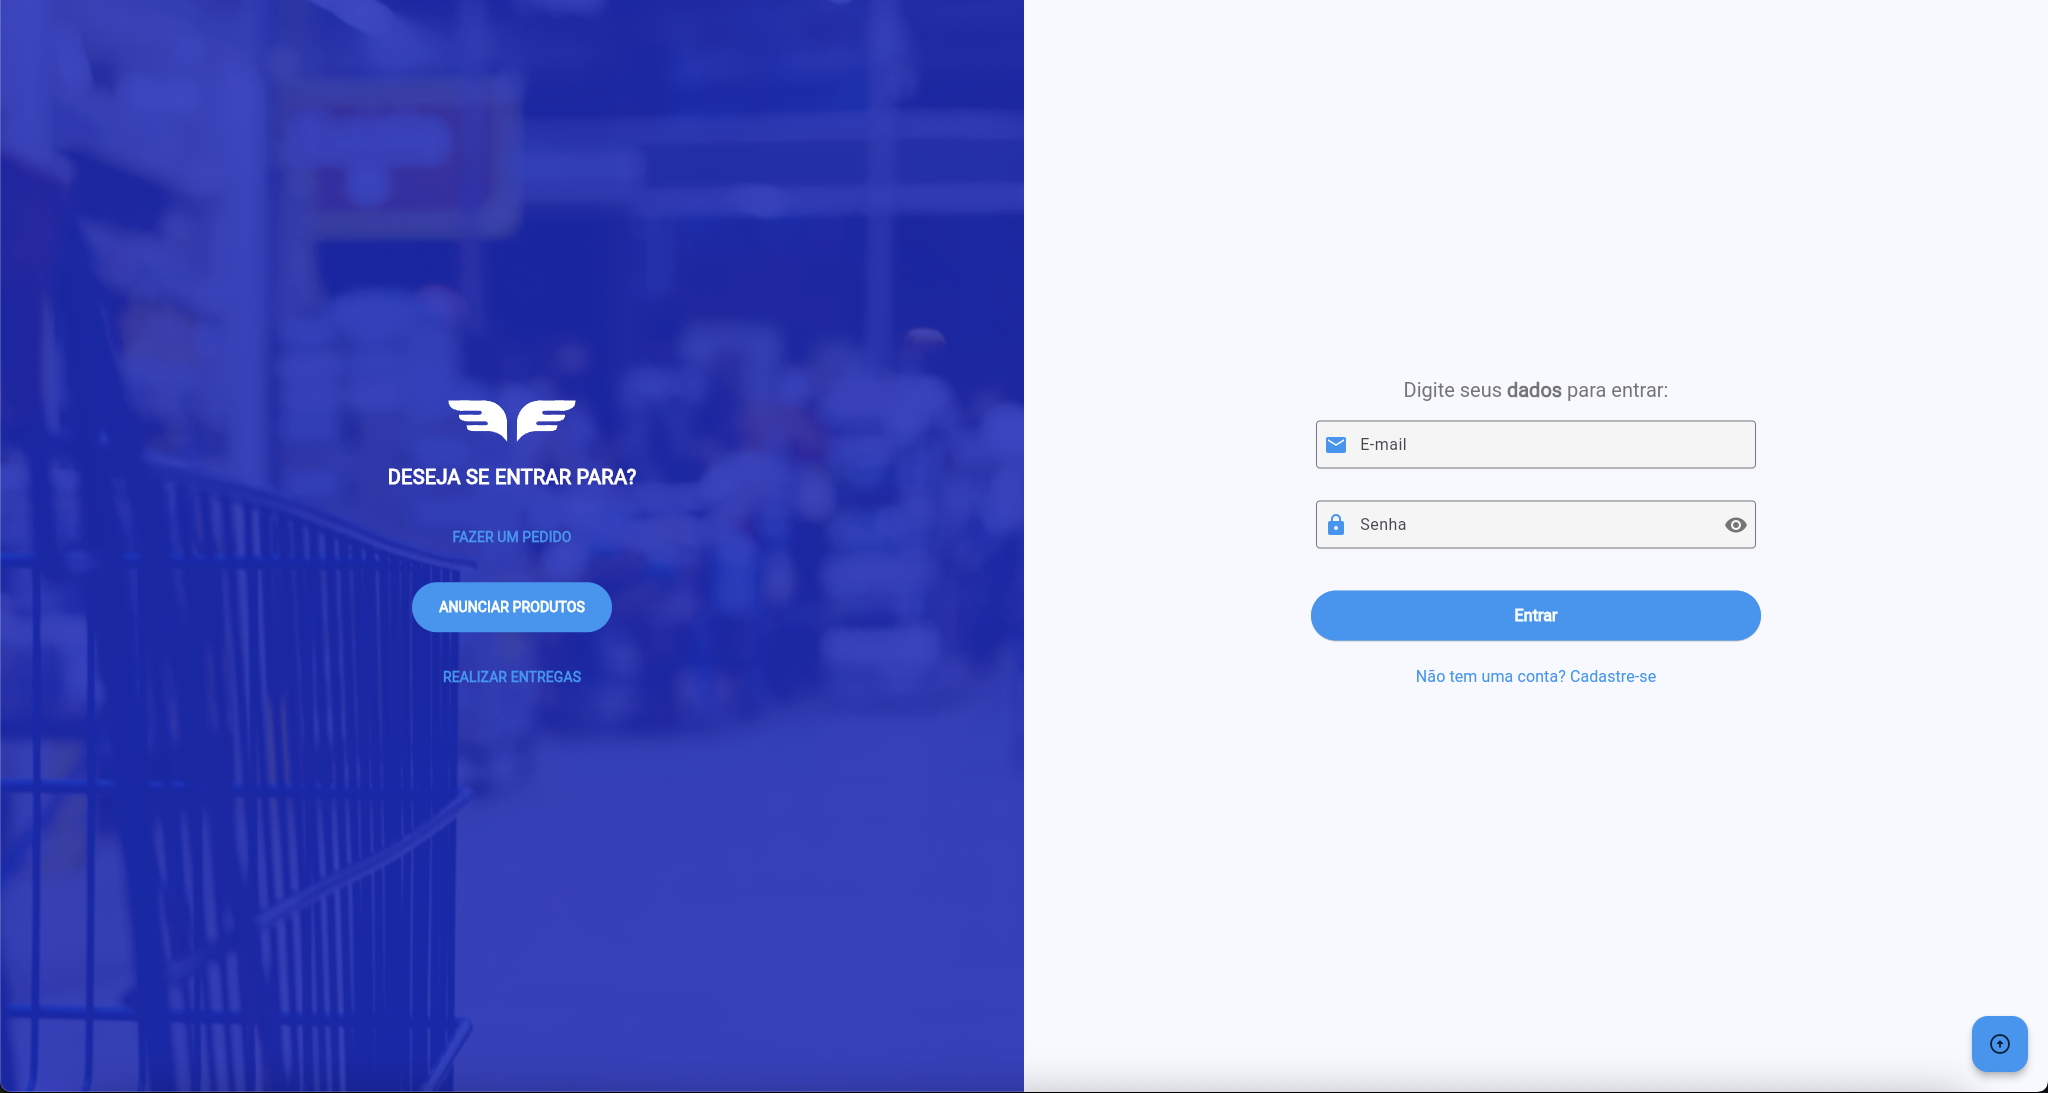 DESEJA SE ENTRAR PARA?
FAZER UM PEDIDO
ANUNCIAR PRODUTOS
REALIZAR ENTREGAS
Digite seus dados para entrar:
E-mail
Senha
Entrar
Não tem uma conta? Cadastre-se